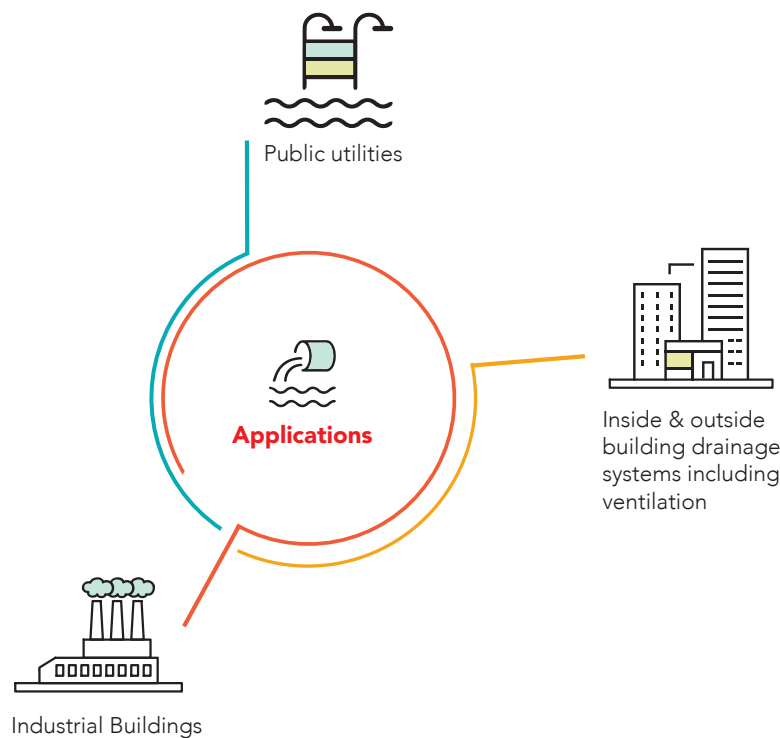 Public utilities
Applications
Inside & outside
building drainage
systems including
ventilation
Industrial Buildings